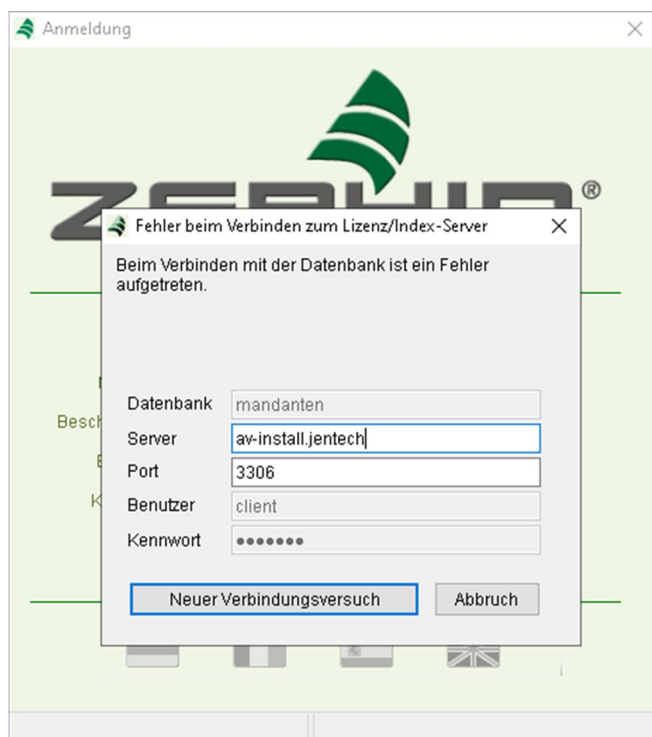 Anmeldung
®
Fehler beim Verbinden zum Lizenz/Index-Server
Beim Verbinden mit der Datenbank ist ein Fehler
aufgetreten.
Datenbank mandanten
Server av-install.jentech
Port 3306
Benutzer client
Kennwort •••••••
Neuer Verbindungsversuch Abbruch